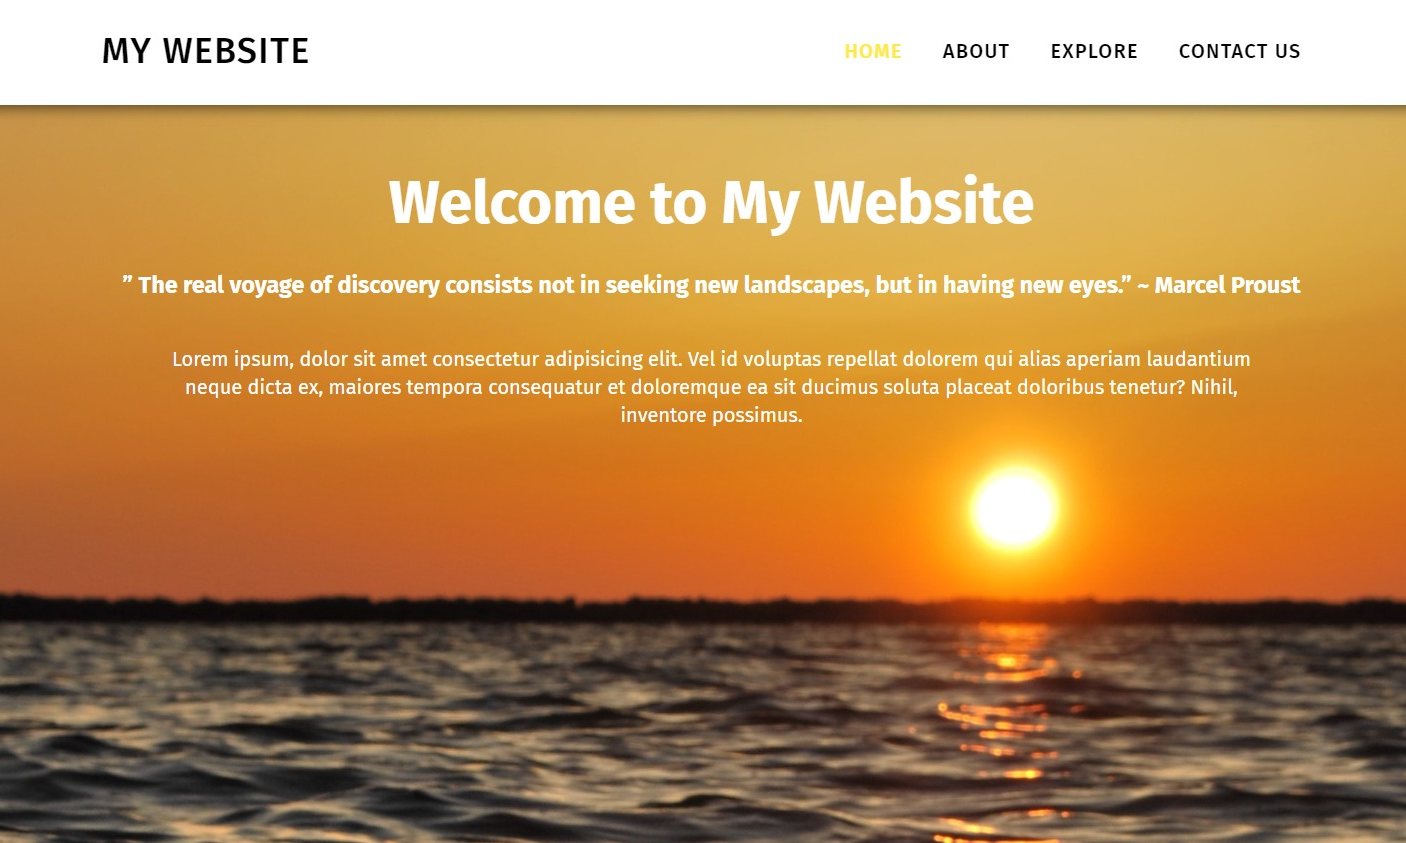 MY WEBSITE
HOME ABOUT EXPLORE CONTACT US
Welcome to My Website
” The real voyage of discovery consists not in seeking new landscapes, but in having new eyes.” ~ Marcel Proust
Lorem ipsum, dolor sit amet consectetur adipisicing elit. Vel id voluptas repellat dolorem qui alias aperiam laudantium
neque dicta ex, maiores tempora consequatur et doloremque ea sit ducimus soluta placeat doloribus tenetur? Nihil,
inventore possimus.